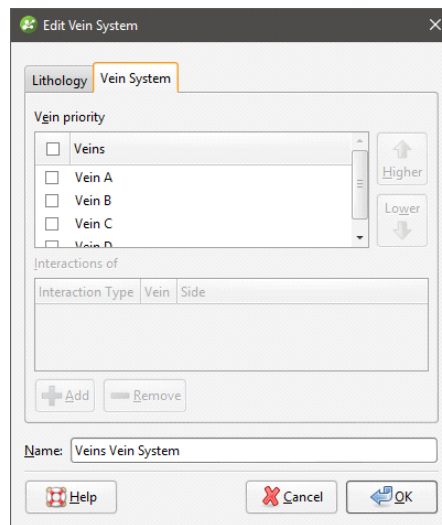 Edit Vein System
Lithology Vein System
Vein priority
Veins
Vein A
Vein B
Vein C
Vein D
Higher
Lower
Interactions of
Interaction Type Vein Side
Add Remove
Name: Veins Vein System
Help Cancel OK